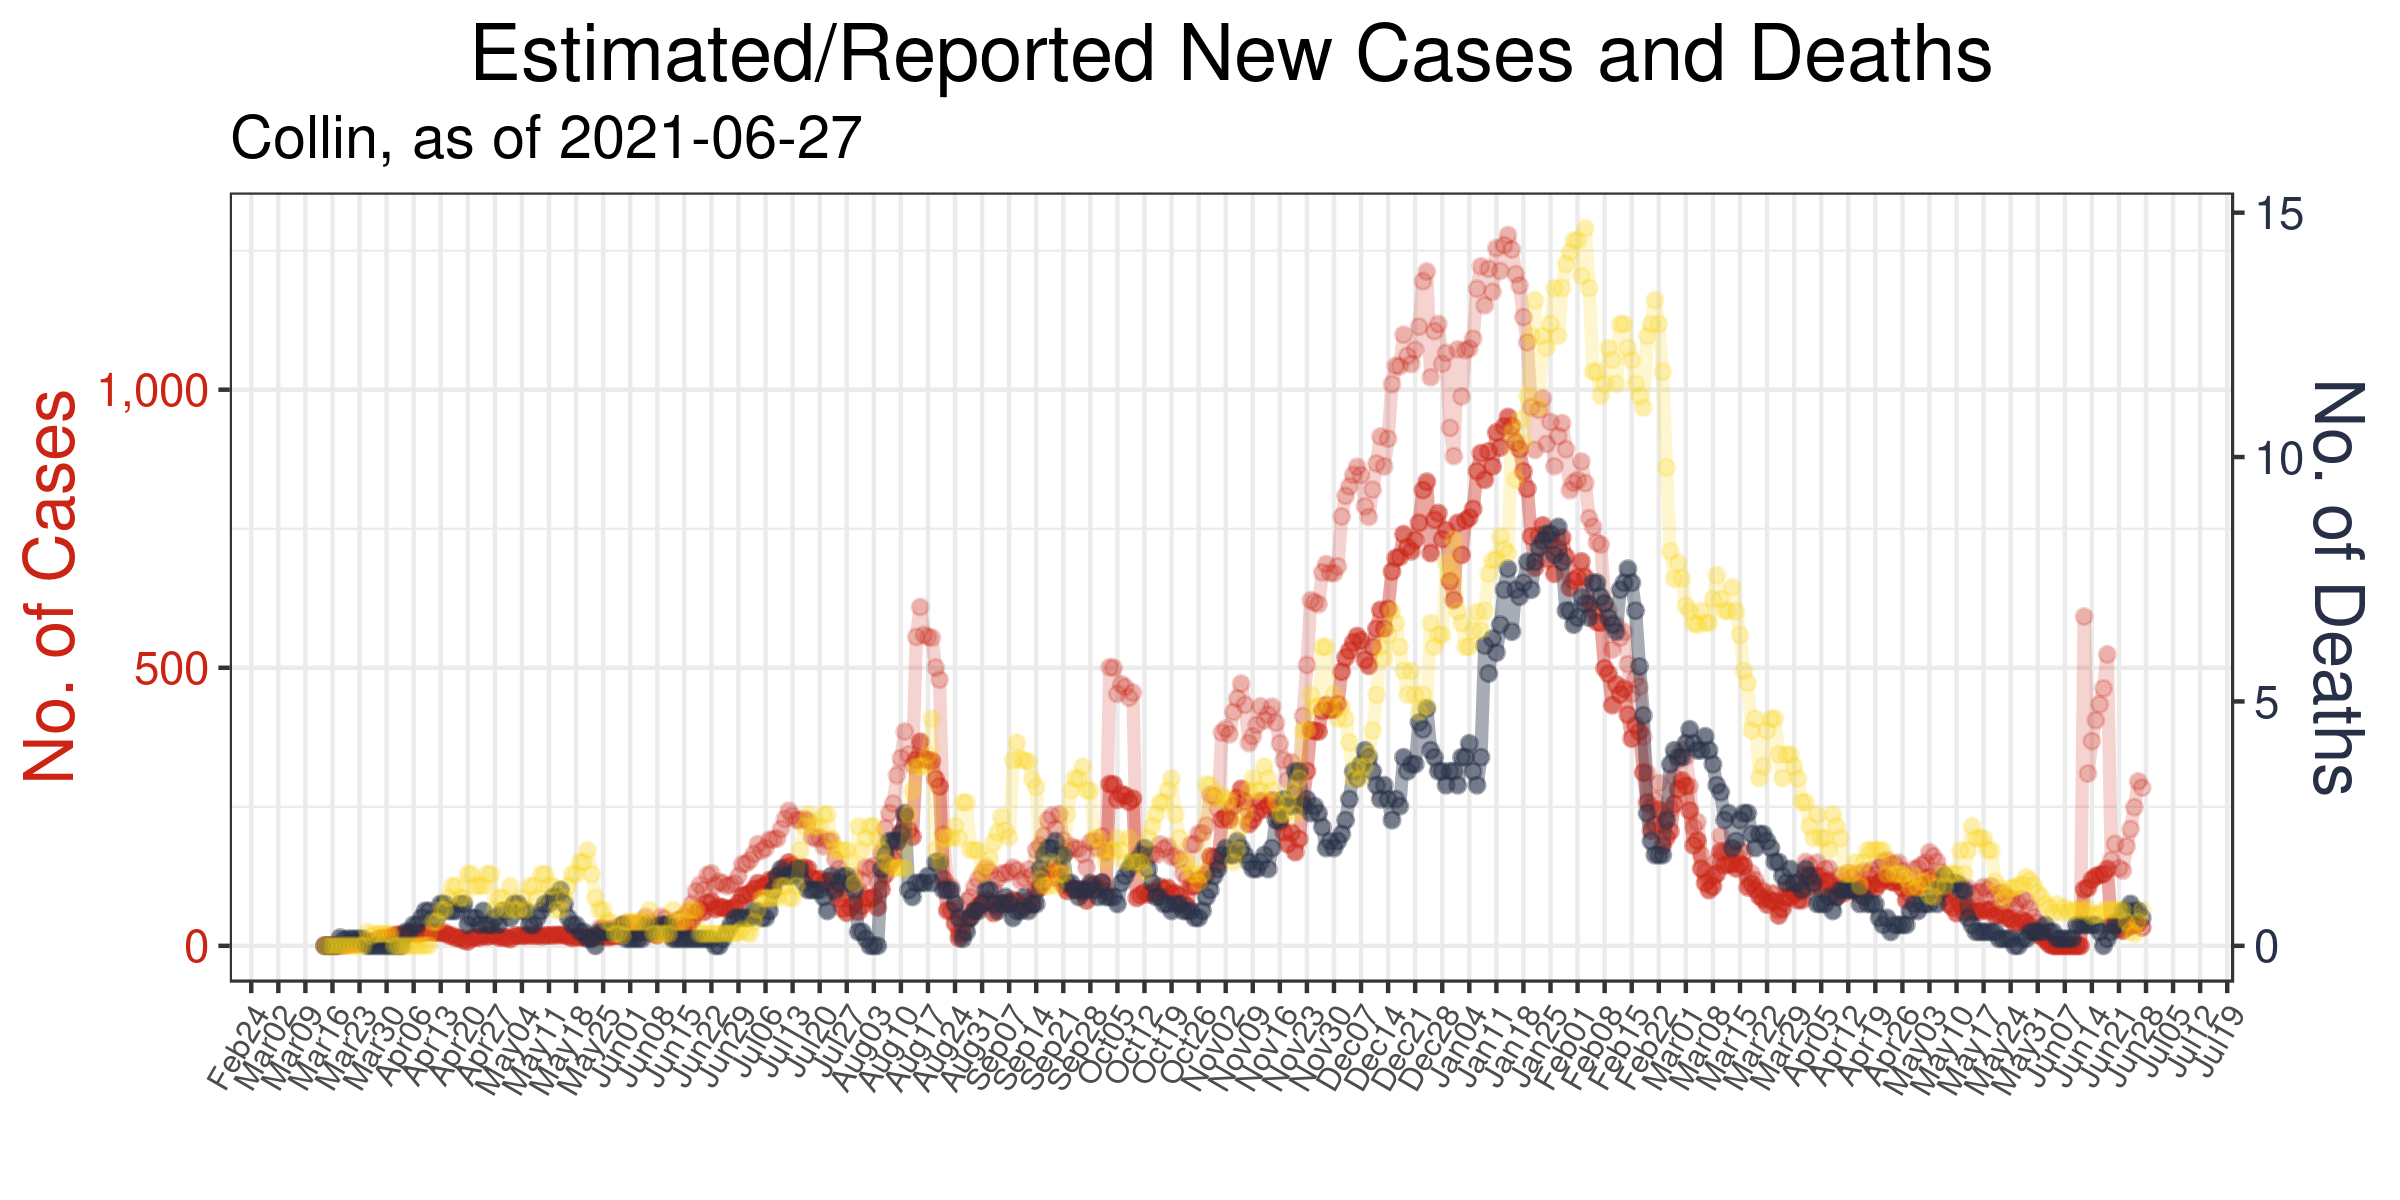 Estimated/Reported New Cases and Deaths
Collin, as of 2021-06-27
No. of Cases
1,000
500
0
15
10
5
0
No. of Deaths
Feb24
Mar02
Mar09
Mar16
Mar23
Mar30
Apr06
Apr13
Apr20
Apr27
May04
May11
May18
May25
Jun01
Jun08
Jun15
Jun22
Jun29
Jul06
Jul13
Jul20
Jul27
Aug03
Aug10
Aug17
Aug24
Aug31
Sep07
Sep14
Sep21
Sep28
Oct05
Oct12
Oct19
Oct26
Nov02
Nov09
Nov16
Nov23
Nov30
Dec07
Dec14
Dec21
Dec28
Jan04
Jan11
Jan18
Jan25
Feb01
Feb08
Feb15
Feb22
Mar01
Mar08
Mar15
Mar22
Mar29
Apr05
Apr12
Apr19
Apr26
May03
May10
May17
May24
May31
Jun07
Jun14
Jun21
Jun28
Jul05
Jul12
Jul19